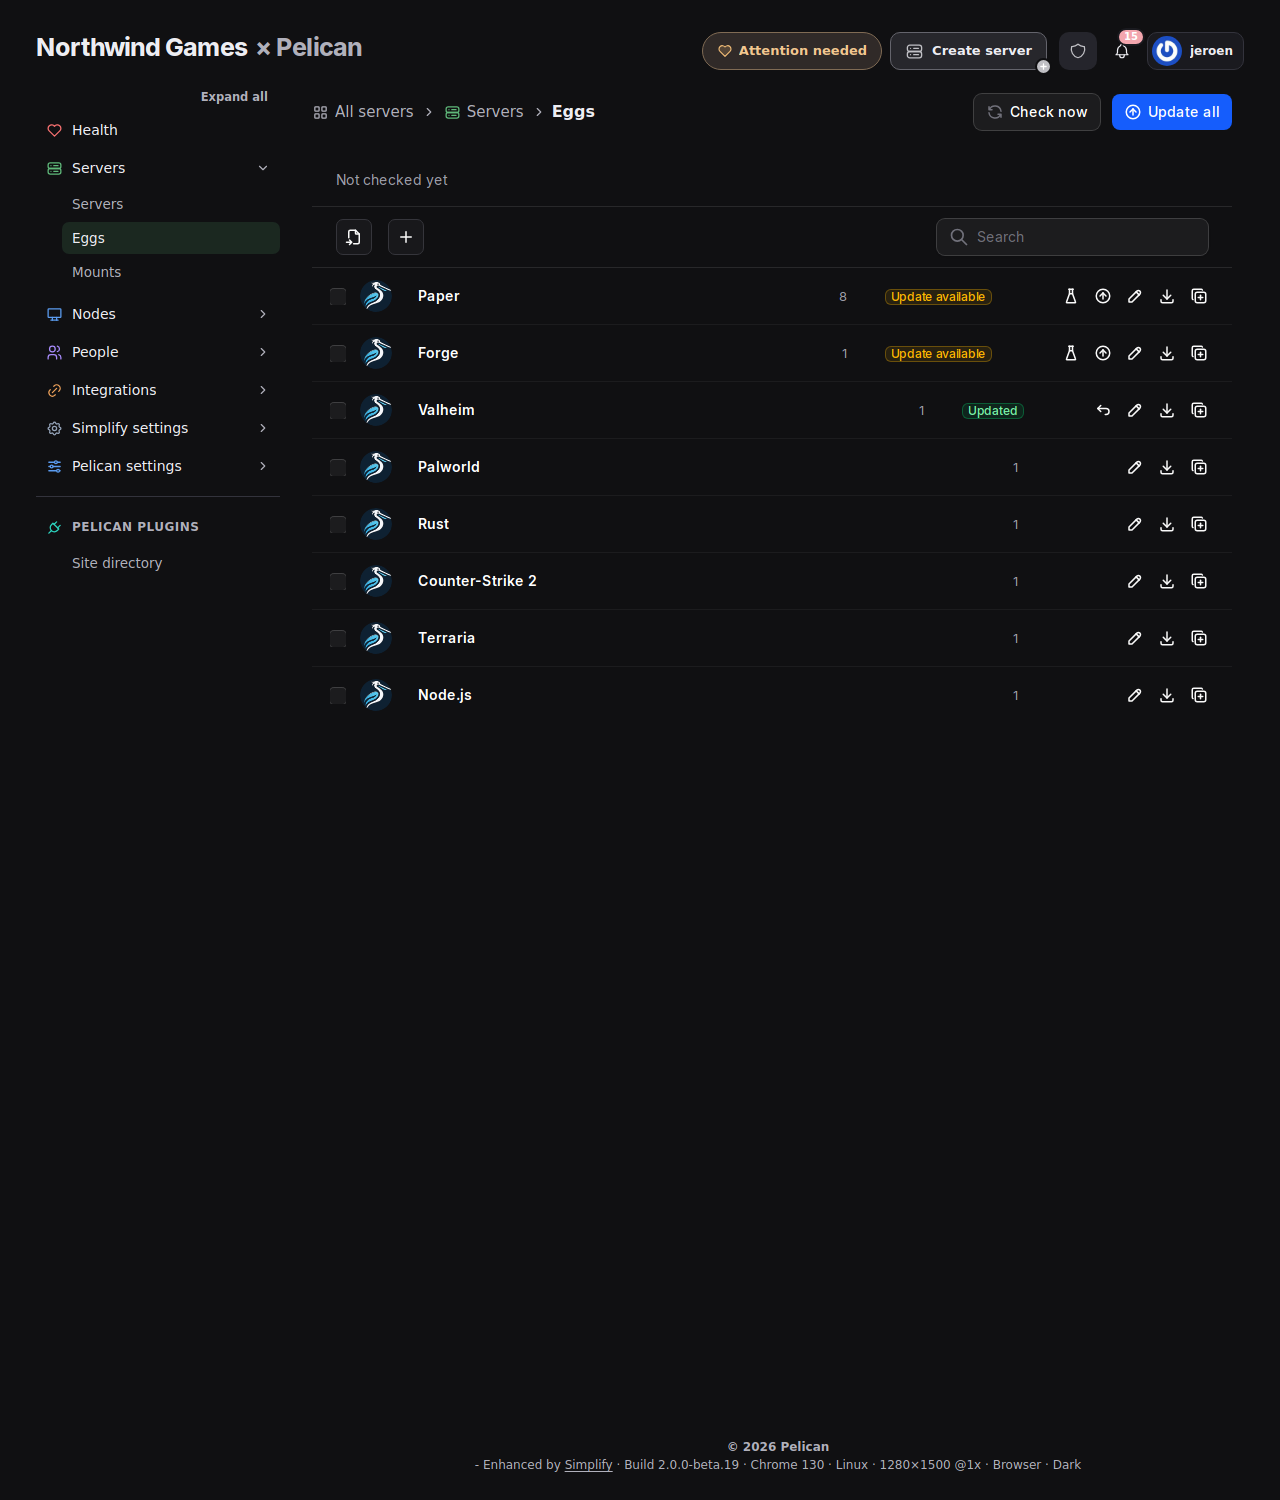 Northwind Games × Pelican
Attention needed
Create server
15
jeroen
Expand all
Health
Servers
Servers
Eggs
Mounts
Nodes
People
Integrations
Simplify settings
Pelican settings
PELICAN PLUGINS
Site directory
All servers > Servers > Eggs
Check now
Update all
Not checked yet
Search
Paper 8 Update available
Forge 1 Update available
Valheim 1 Updated
Palworld 1
Rust 1
Counter-Strike 2 1
Terraria 1
Node.js 1
© 2026 Pelican
- Enhanced by Simplify · Build 2.0.0-beta.19 · Chrome 130 · Linux · 1280×1500 @1x · Browser · Dark